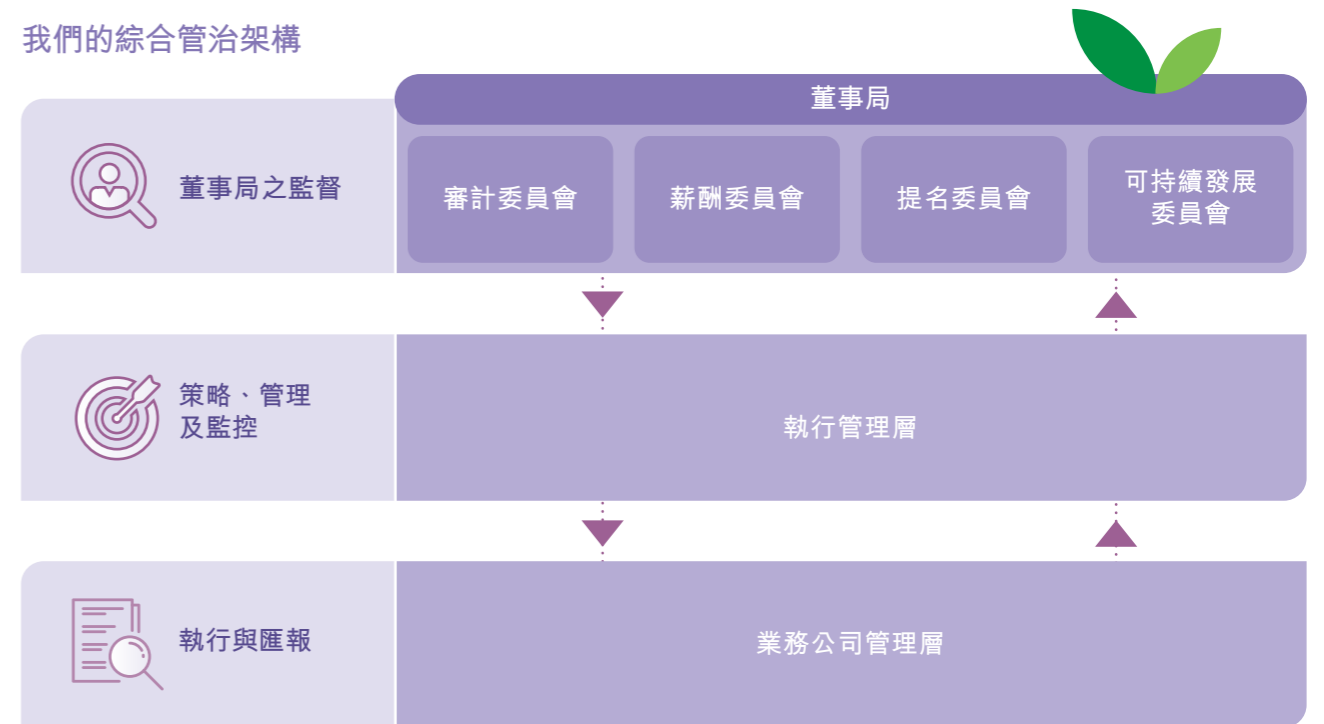 我們的綜合管治架構
董事局
董事局之監督
審計委員會
薪酬委員會
提名委員會
可持續發展
委員會
策略、管理
及監控
執行管理層
執行與匯報
業務公司管理層